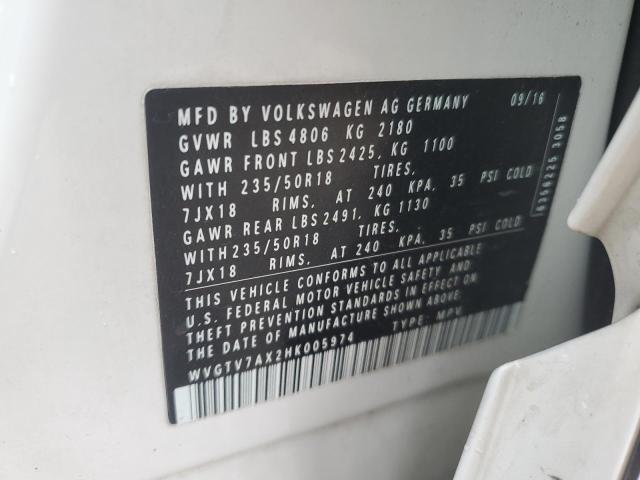 MFD BY VOLKSWAGEN AG GERMANY 09/16
GVWR LBS 4806 KG 2180
GAWR FRONT LBS 2425, KG 1100
WITH 235/50R18 TIRES,
7JX18 RIMS, AT 240 KPA, 35 PSI COLD
GAWR REAR LBS 2491, KG 1130
WITH 235/50R18 TIRES,
7JX18 RIMS, AT 240 KPA, 35 PSI COLD
THIS VEHICLE CONFORMS TO ALL APPLICABLE
U.S. FEDERAL MOTOR VEHICLE SAFETY AND
THEFT PREVENTION STANDARDS IN EFFECT ON
THE DATE OF MANUFACTURE SHOWN ABOVE.
WVGTV7AX2HK005974 TYPE: MPV
6356225 3058